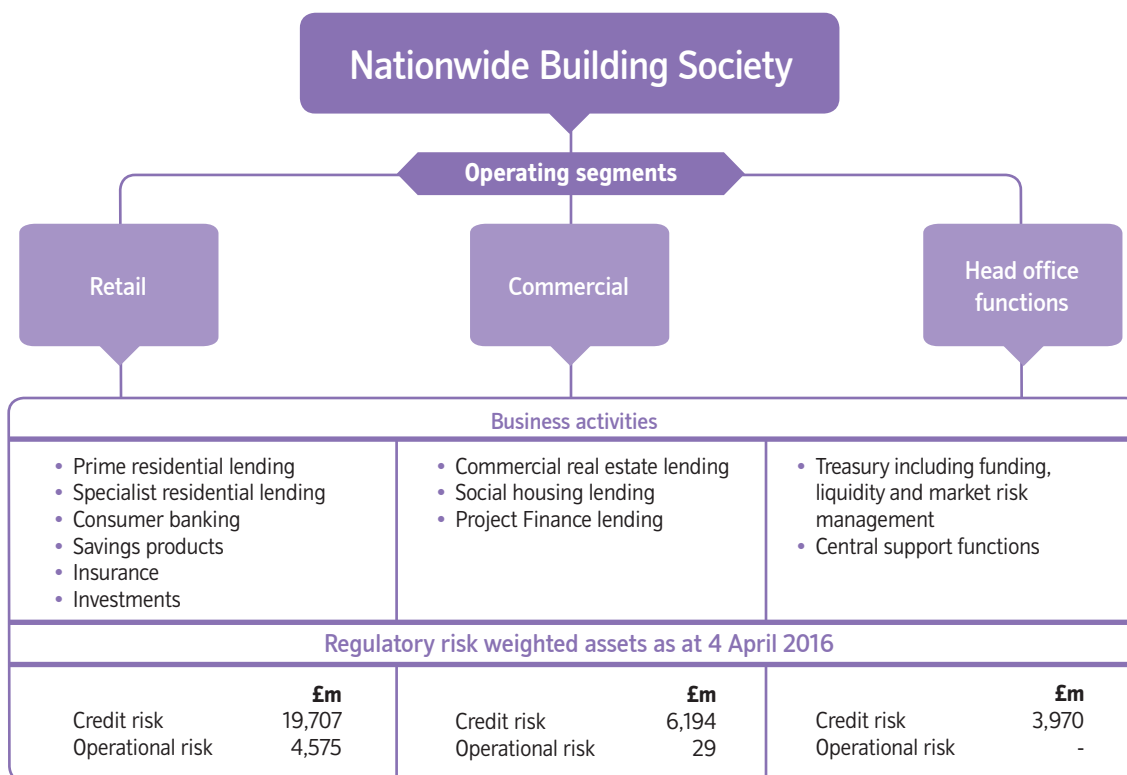 Nationwide Building Society
Operating segments
Retail
Commercial
Head office
functions
Business activities
• Prime residential lending
• Specialist residential lending
• Consumer banking
• Savings products
• Insurance
• Investments
• Commercial real estate lending
• Social housing lending
• Project Finance lending
• Treasury including funding,
liquidity and market risk
management
• Central support functions
Regulatory risk weighted assets as at 4 April 2016
£m
Credit risk 19,707
Operational risk 4,575
£m
Credit risk 6,194
Operational risk 29
£m
Credit risk 3,970
Operational risk -